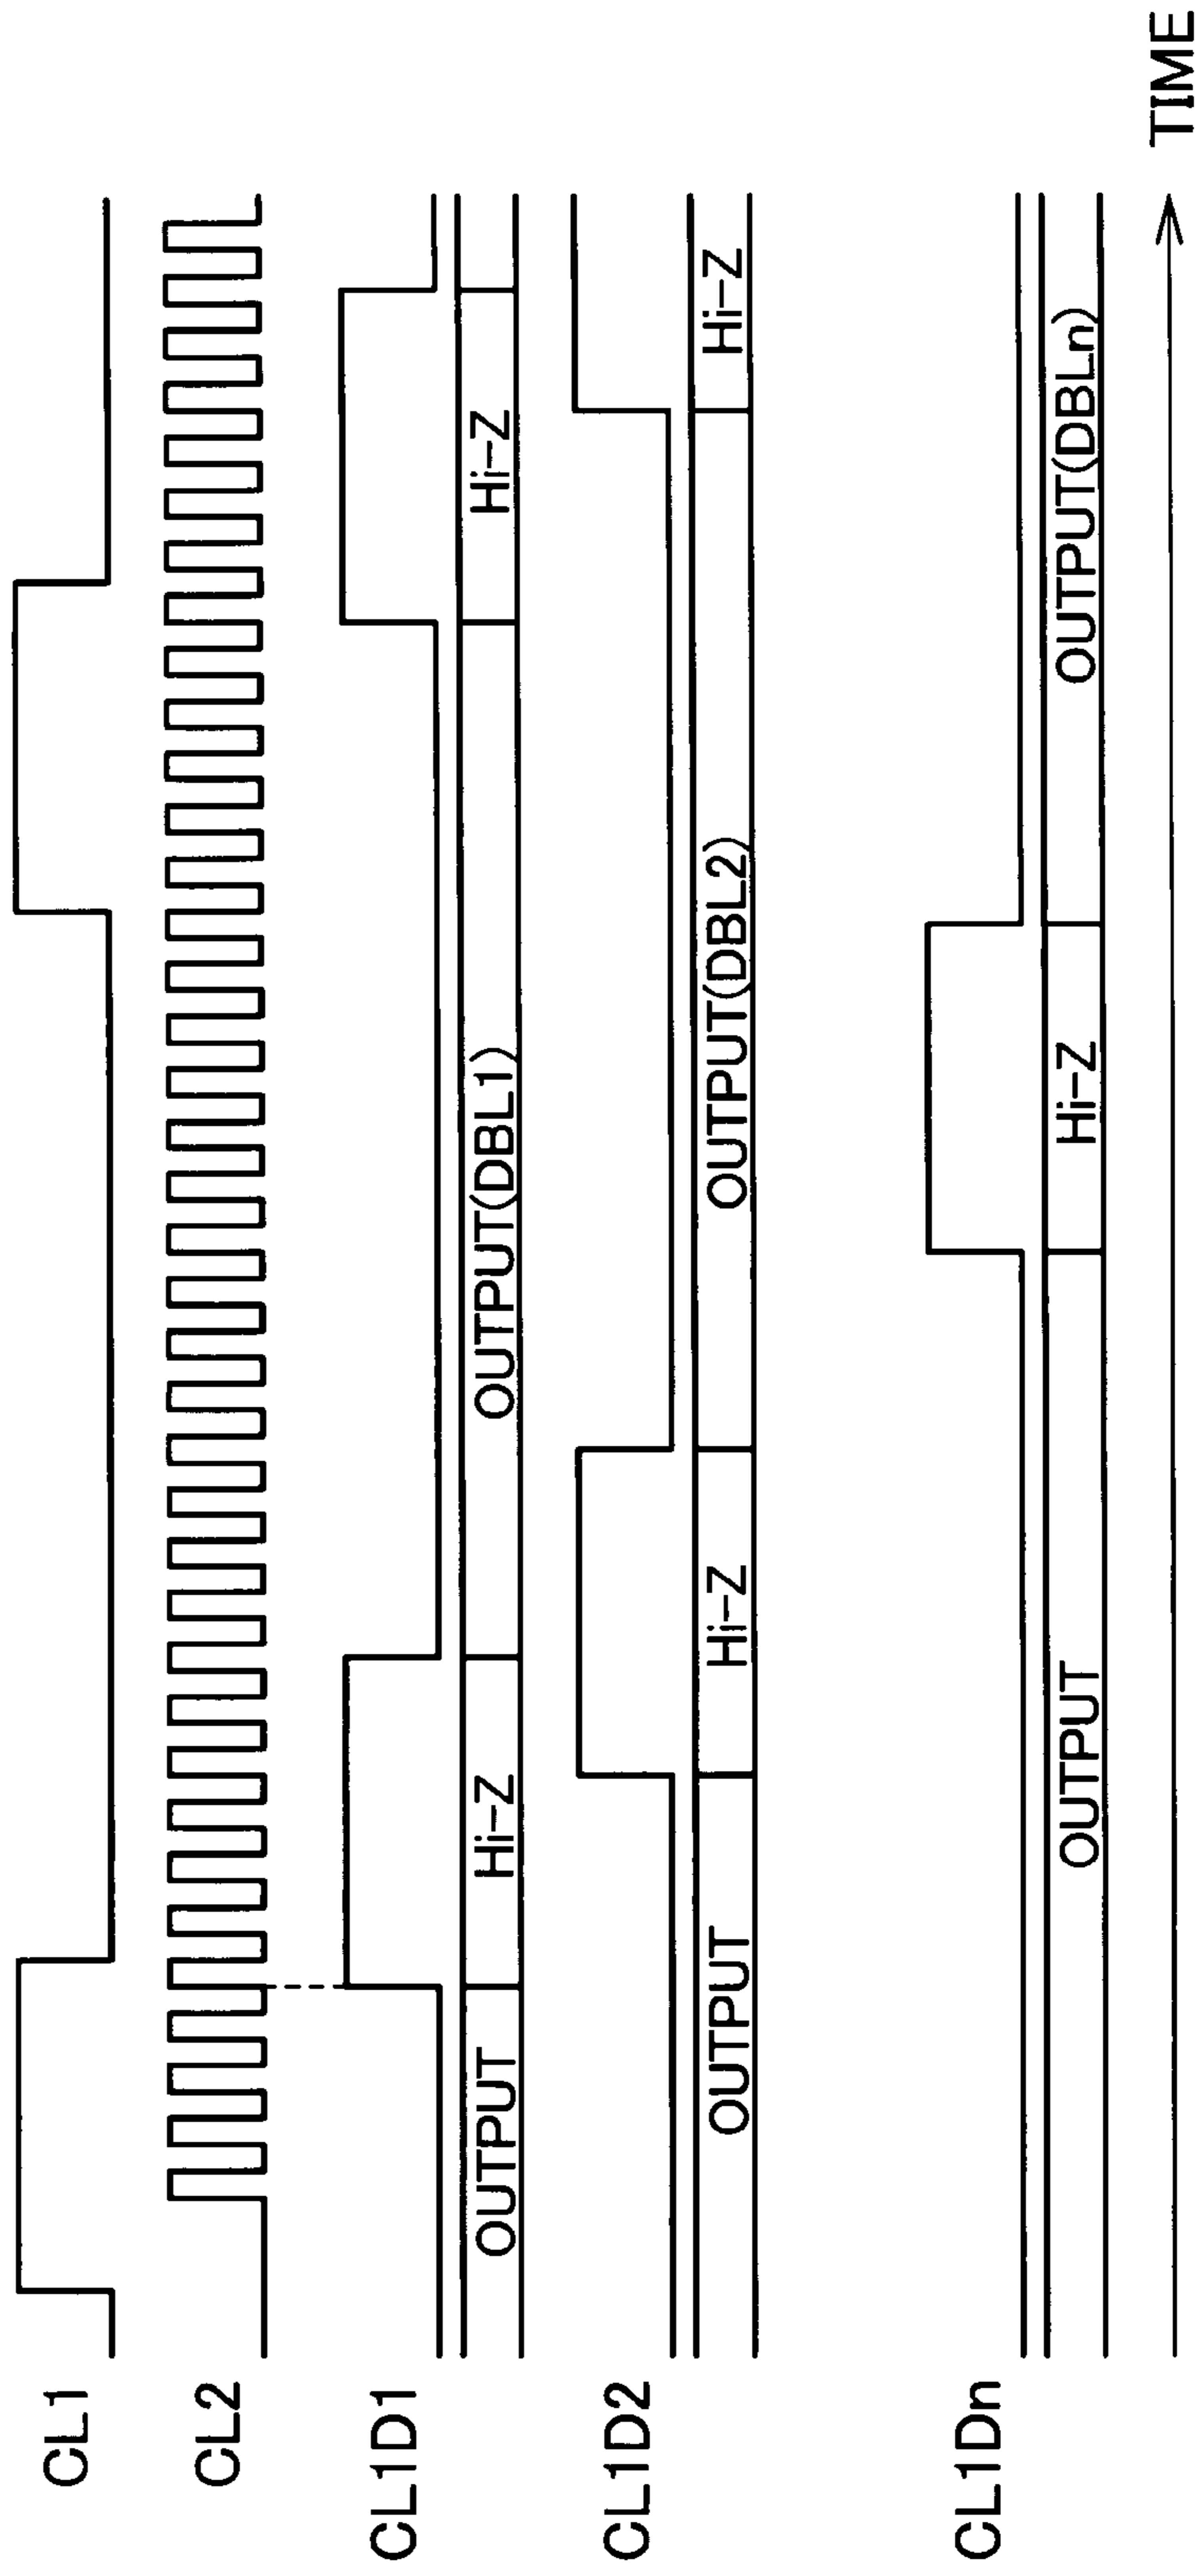 CL1
CL2
CL1D1
OUTPUT Hi-Z OUTPUT(DBL1) Hi-Z
CL1D2
OUTPUT Hi-Z OUTPUT(DBL2) Hi-Z
CL1Dn
OUTPUT Hi-Z OUTPUT(DBLn)
TIME